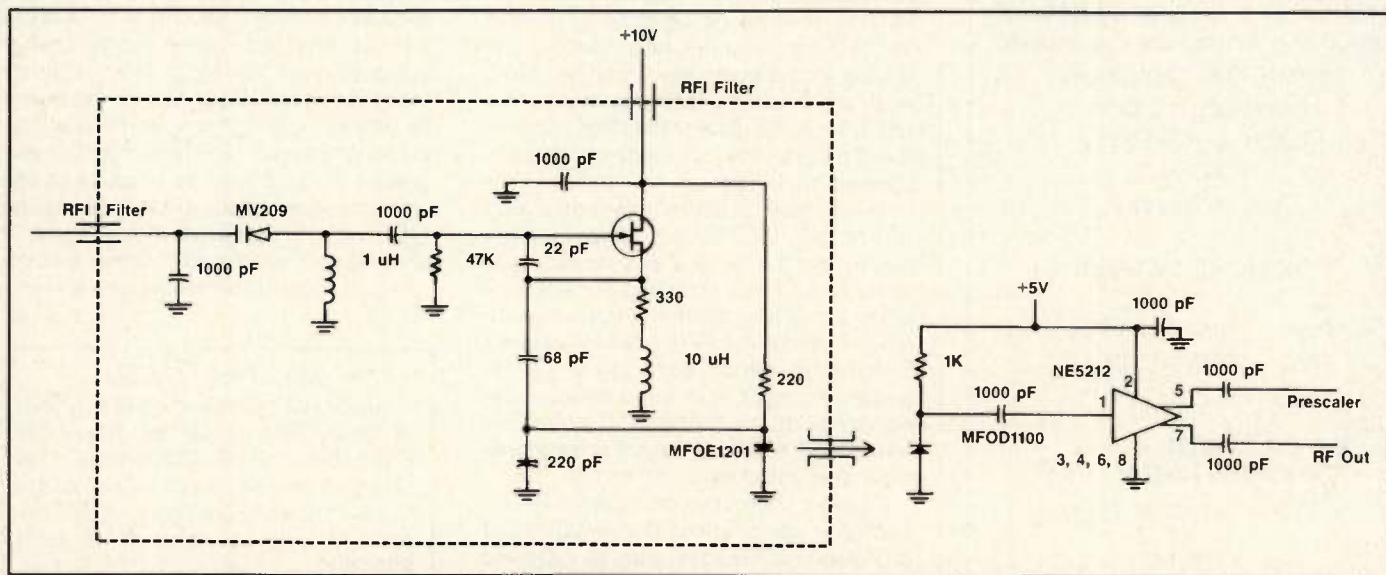 +10V
RFI Filter
1000 pF
RFI Filter
MV209
1000 pF
1000 pF
1 uH
47K
22 pF
330
68 pF
10 uH
220
220 pF
MFOE1201
+5V
1000 pF
1K
NE5212
1000 pF
2
1
5
7
1000 pF
Prescaler
MFOD1100
3, 4, 6, 8
1000 pF
RF Out